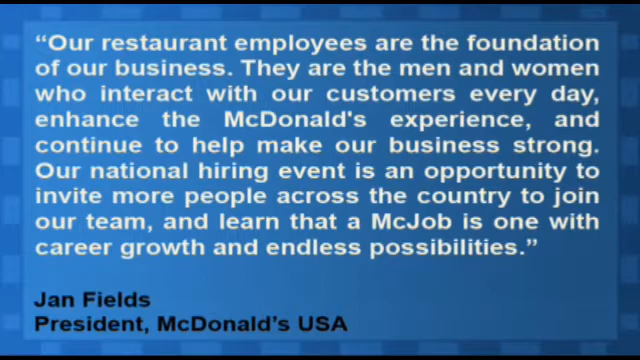 “Our restaurant employees are the foundation
of our business. They are the men and women
who interact with our customers every day,
enhance the McDonald's experience, and
continue to help make our business strong.
Our national hiring event is an opportunity to
invite more people across the country to join
our team, and learn that a McJob is one with
career growth and endless possibilities.”
Jan Fields
President, McDonald’s USA